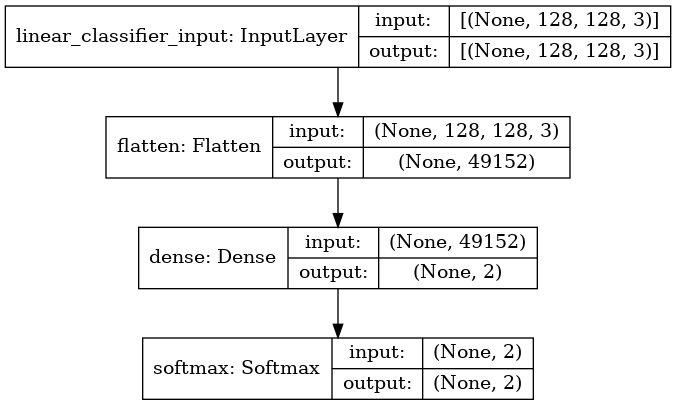 linear_classifier_input: InputLayer
input: [(None, 128, 128, 3)]
output: [(None, 128, 128, 3)]
flatten: Flatten
input: (None, 128, 128, 3)
output: (None, 49152)
dense: Dense
input: (None, 49152)
output: (None, 2)
softmax: Softmax
input: (None, 2)
output: (None, 2)